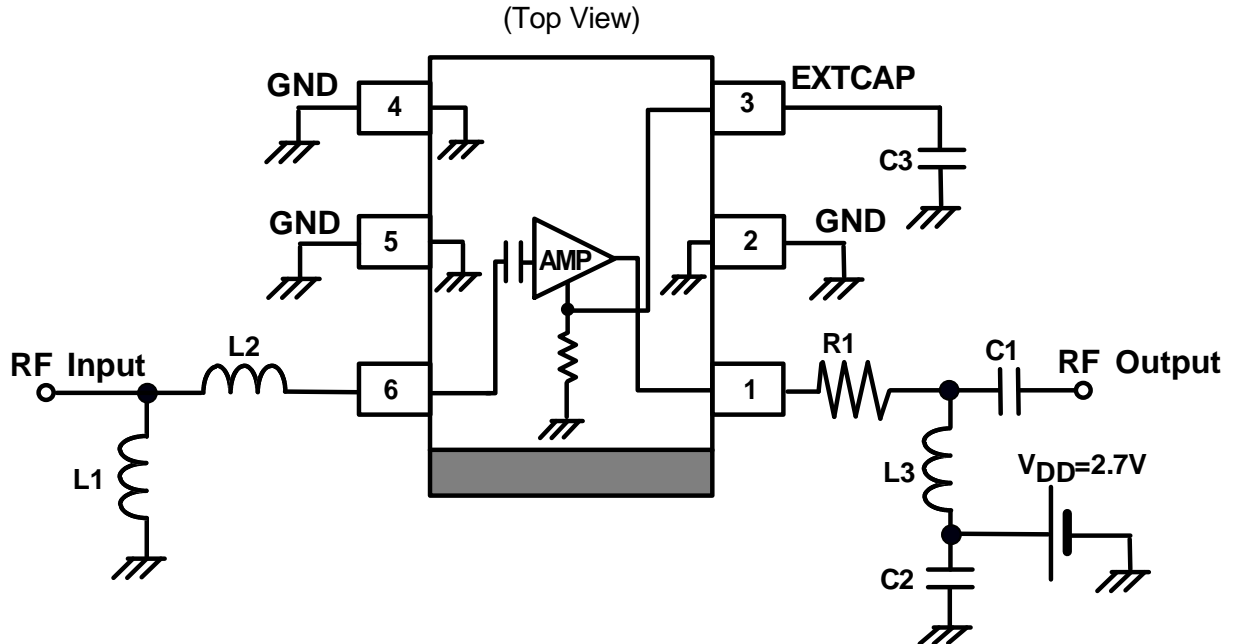 (Top View)
GND
4
3
EXTCAP
C3
GND
5
2
GND
AMP
RF Input
L2
6
1
R1
C1
RF Output
L1
L3
VDD=2.7V
C2